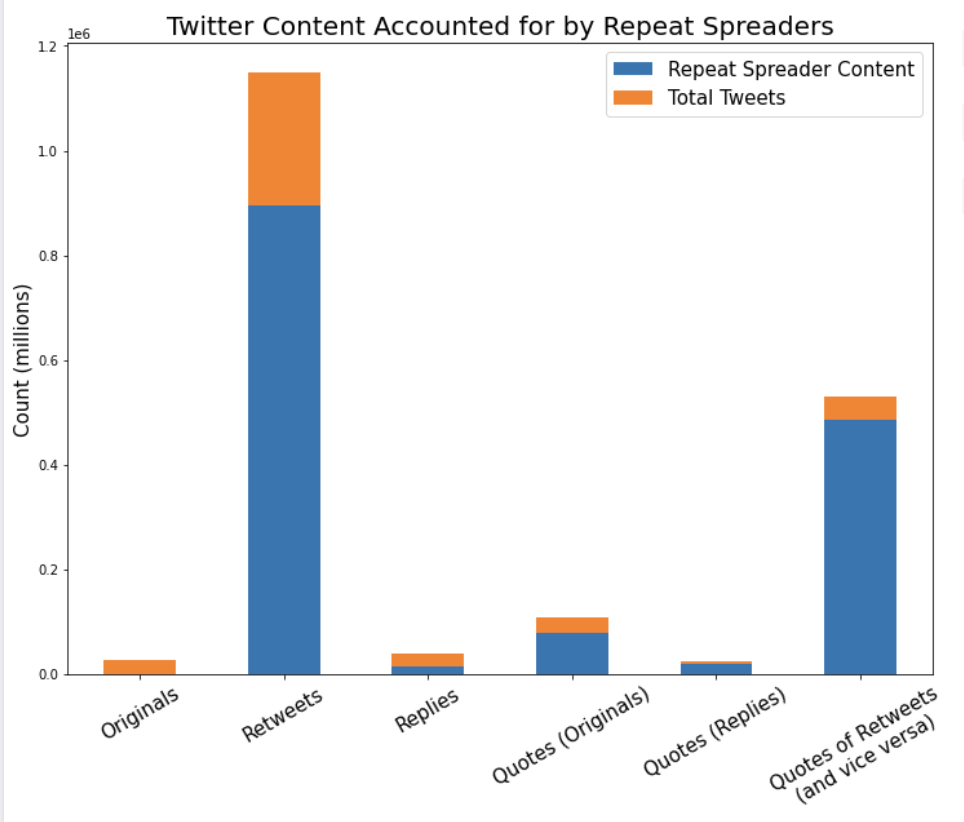 Twitter Content Accounted for by Repeat Spreaders
1e6
1.2
1.0
0.8
0.6
0.4
0.2
0.0
Count (millions)
Repeat Spreader Content
Total Tweets
Originals
Retweets
Replies
Quotes (Originals)
Quotes (Replies)
Quotes of Retweets
(and vice versa)